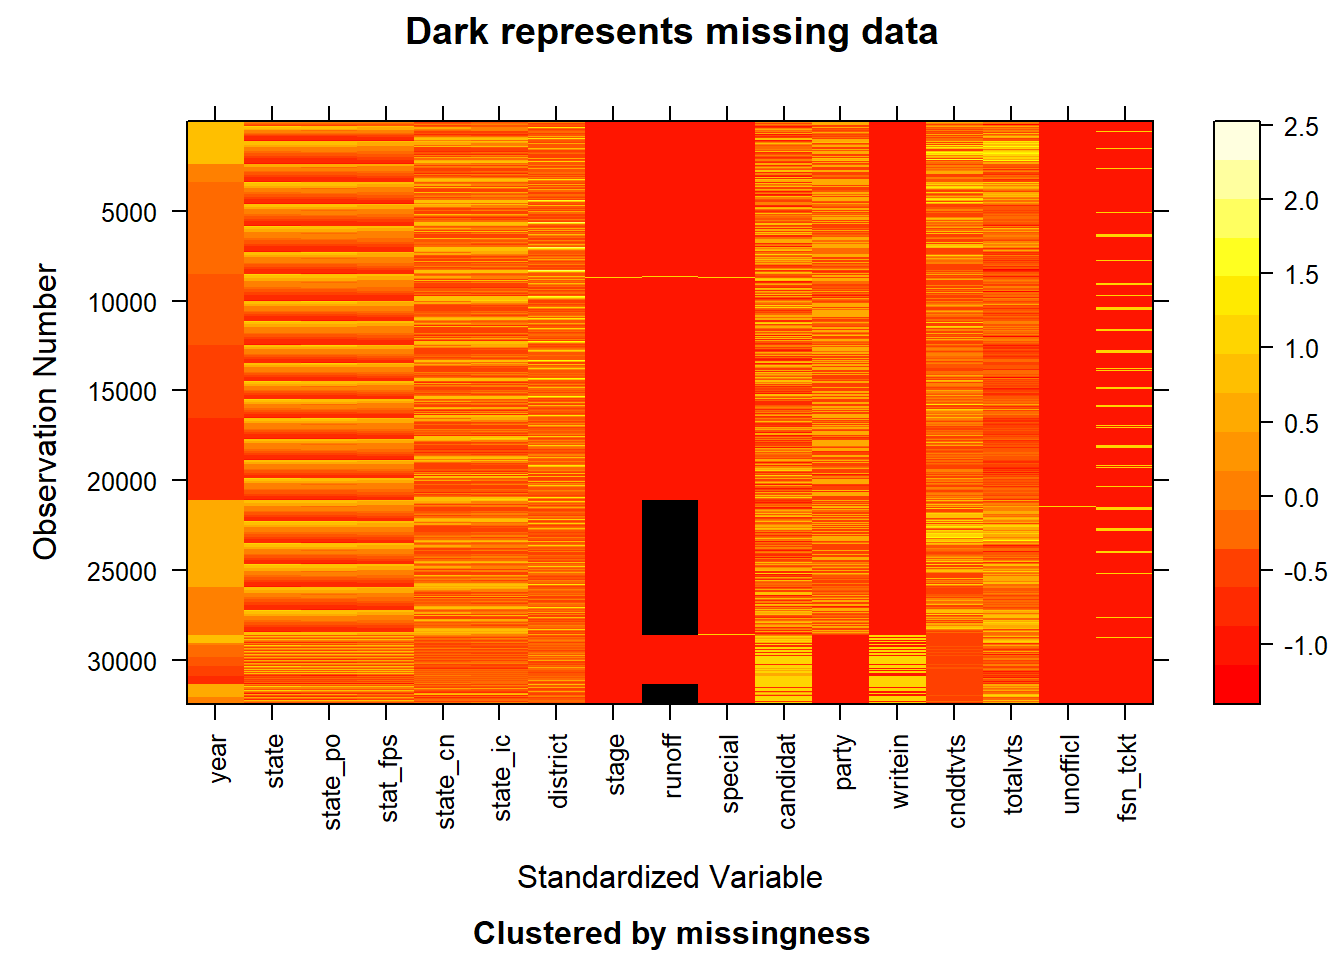 Dark represents missing data
Observation Number
5000
10000
15000
20000
25000
30000
2.5
2.0
1.5
1.0
0.5
0.0
-0.5
-1.0
year
state
state_po
stat_fps
state_cn
state_ic
district
stage
runoff
special
candidat
party
writein
cnddtvts
totalvts
unofficl
fsn_tckt
Standardized Variable
Clustered by missingness